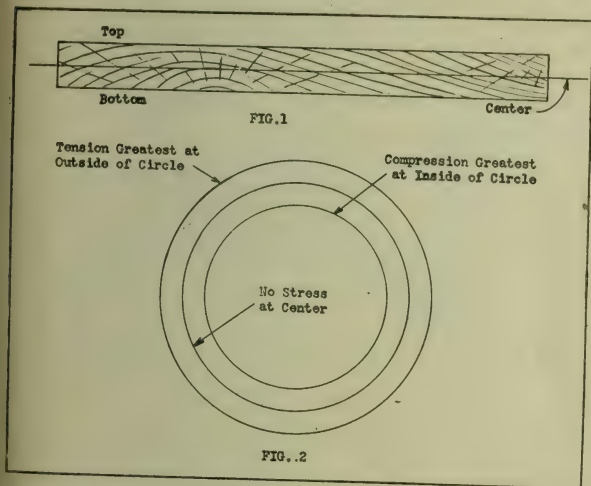 Top
Bottom
Center
FIG.1
Tension Greatest at
Outside of Circle
Compression Greatest
at Inside of Circle
No Stress
at Center
FIG..2